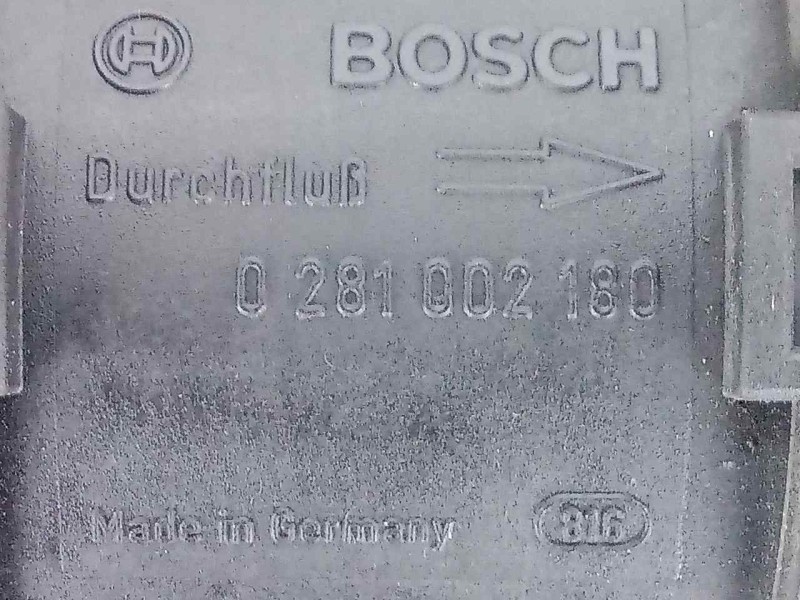 BOSCH
Durchfluß
0 281 002 180
Made in Germany 816